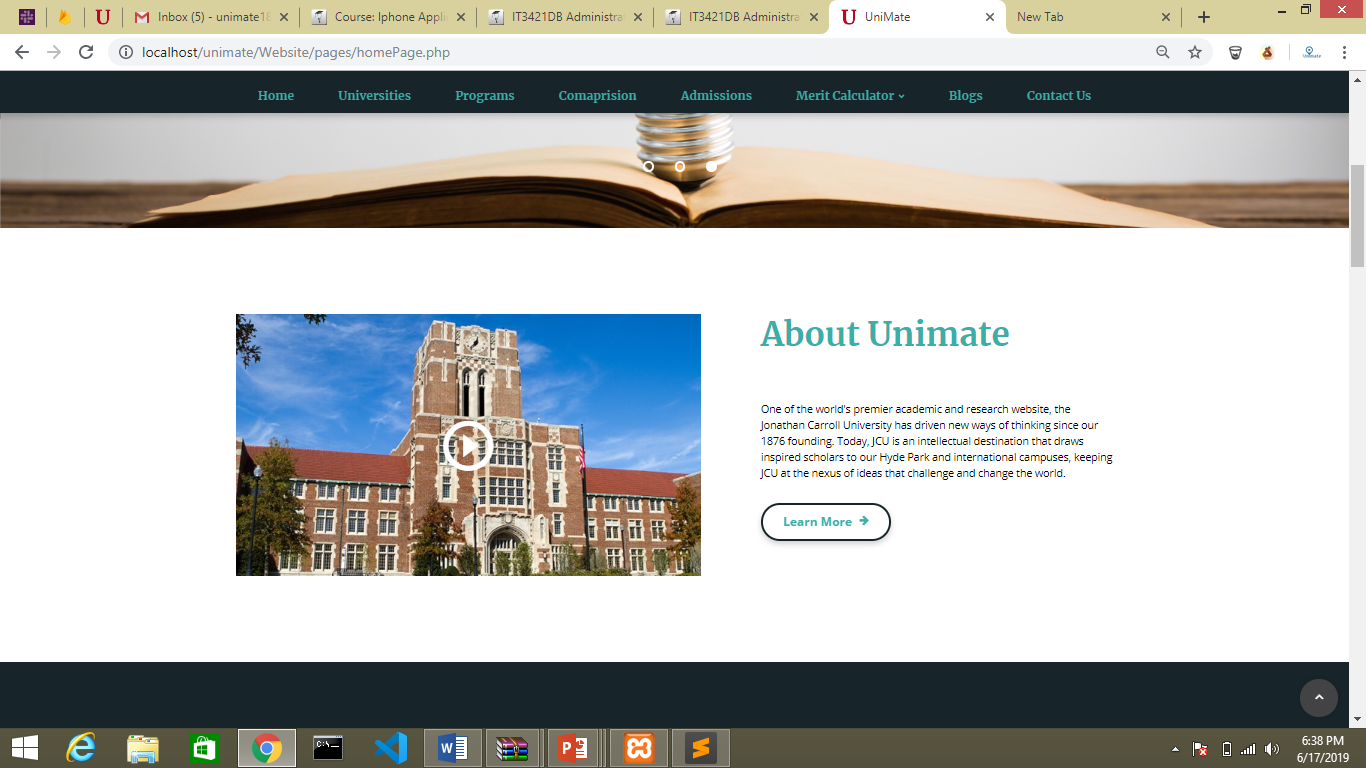 Inbox (5) - unimate18
Course: Iphone Appli
IT3421DB Administra
IT3421DB Administra
UniMate
New Tab
localhost/unimate/Website/pages/homePage.php
Home Universities Programs Comaprision Admissions Merit Calculator Blogs Contact Us
About Unimate
One of the world's premier academic and research website, the
Jonathan Carroll University has driven new ways of thinking since our
1876 founding. Today, JCU is an intellectual destination that draws
inspired scholars to our Hyde Park and international campuses, keeping
JCU at the nexus of ideas that challenge and change the world.
Learn More
6:38 PM
6/17/2019